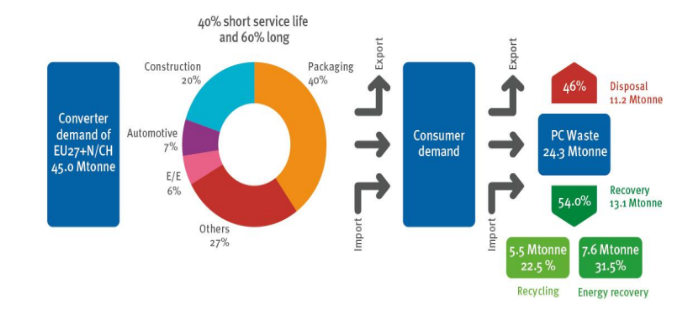 40% short service life
and 60% long
Converter
demand of
EU27+N/CH
45.0 Mtonne
Construction
20%
Packaging
40%
Automotive
7%
E/E
6%
Others
27%
Export
Import
Consumer
demand
Export
Import
46%
Disposal
11.2 Mtonne
PC Waste
24.3 Mtonne
54.0%
Recovery
13.1 Mtonne
5.5 Mtonne
22.5 %
7.6 Mtonne
31.5%
Recycling
Energy recovery